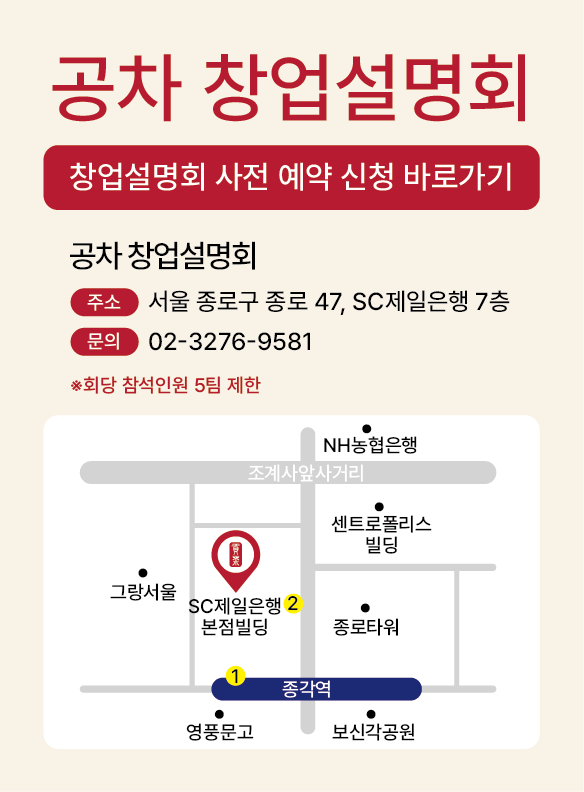 공차 창업설명회
창업설명회 사전 예약 신청 바로가기
공차 창업설명회
주소 서울 종로구 종로 47, SC제일은행 7층
문의 02-3276-9581
※회당 참석인원 5팀 제한
NH농협은행
조계사앞사거리
센트로폴리스
빌딩
그랑서울
SC제일은행 2
본점빌딩
종로타워
1
종각역
영풍문고
보신각공원